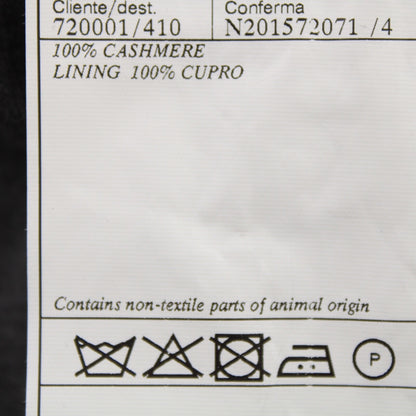 Cliente/dest. Conferma
720001/410 N201572071 /4
100% CASHMERE
LINING 100% CUPRO
Contains non-textile parts of animal origin
P